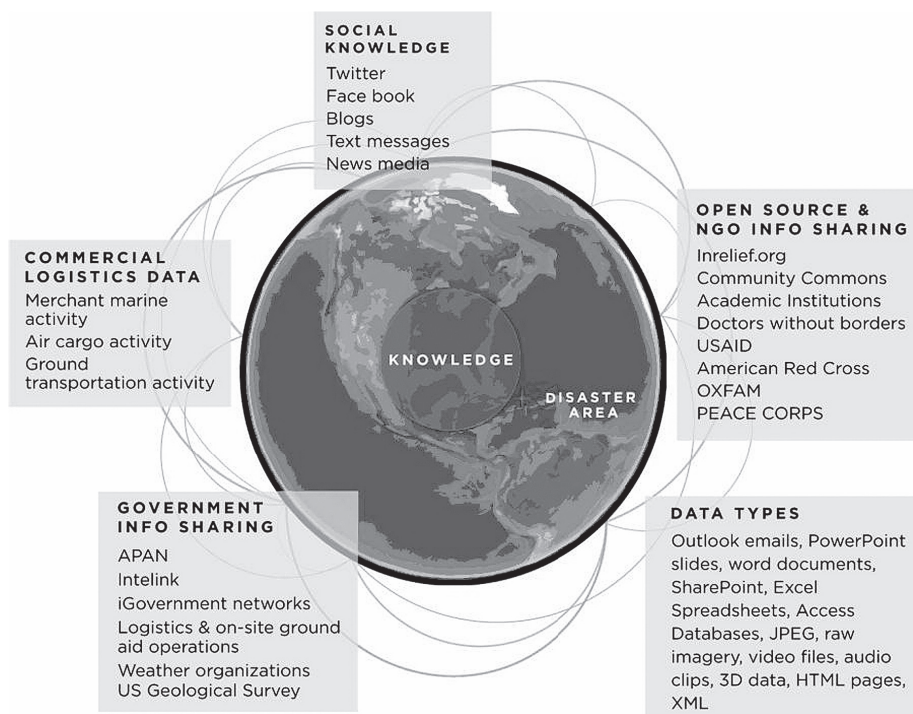 SOCIAL
KNOWLEDGE
Twitter
Face book
Blogs
Text messages
News media
OPEN SOURCE &
NGO INFO SHARING
Inrelief.org
Community Commons
Academic Institutions
Doctors without borders
USAID
American Red Cross
OXFAM
PEACE CORPS
COMMERCIAL
LOGISTICS DATA
Merchant marine
activity
Air cargo activity
Ground
transportation activity
KNOWLEDGE
DISASTER
AREA
GOVERNMENT
INFO SHARING
APAN
Intelink
iGovernment networks
Logistics & on-site ground
aid operations
Weather organizations
US Geological Survey
DATA TYPES
Outlook emails, PowerPoint
slides, word documents,
SharePoint, Excel
Spreadsheets, Access
Databases, JPEG, raw
imagery, video files, audio
clips, 3D data, HTML pages,
XML